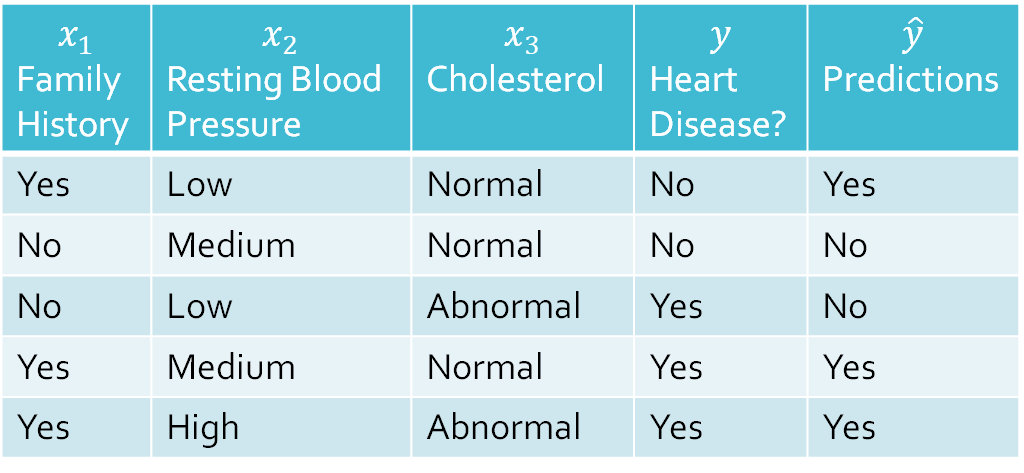 x₁ x₂ x₃ y ŷ
Family Resting Blood Cholesterol Heart Predictions
History Pressure Disease?
Yes Low Normal No Yes
No Medium Normal No No
No Low Abnormal Yes No
Yes Medium Normal Yes Yes
Yes High Abnormal Yes Yes